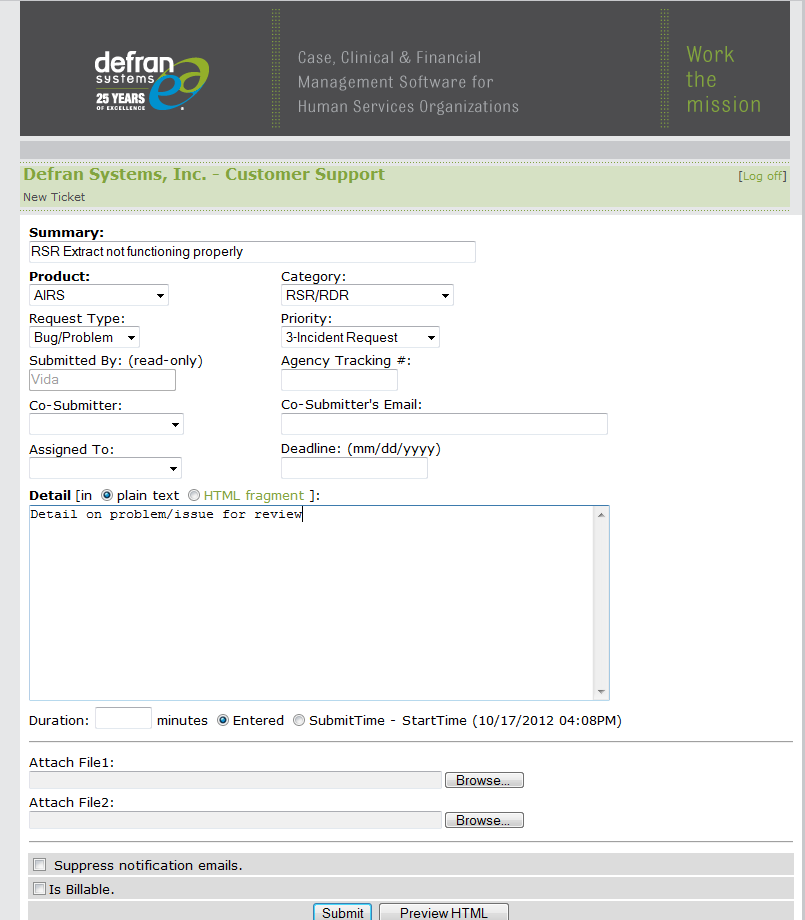 defran
systems
25 YEARS
OF EXCELLENCE
Case, Clinical & Financial
Management Software for
Human Services Organizations
Work
the
mission
Defran Systems, Inc. - Customer Support
[Log off]
New Ticket
Summary:
RSR Extract not functioning properly
Product: Category:
AIRS RSR/RDR
Request Type: Priority:
Bug/Problem 3-Incident Request
Submitted By: (read-only) Agency Tracking #:
Vida
Co-Submitter: Co-Submitter's Email:
Assigned To: Deadline: (mm/dd/yyyy)
Detail [in plain text HTML fragment ]:
Detail on problem/issue for review
Duration: minutes Entered SubmitTime - StartTime (10/17/2012 04:08PM)
Attach File1:
Browse...
Attach File2:
Browse...
Suppress notification emails.
Is Billable.
Submit Preview HTML